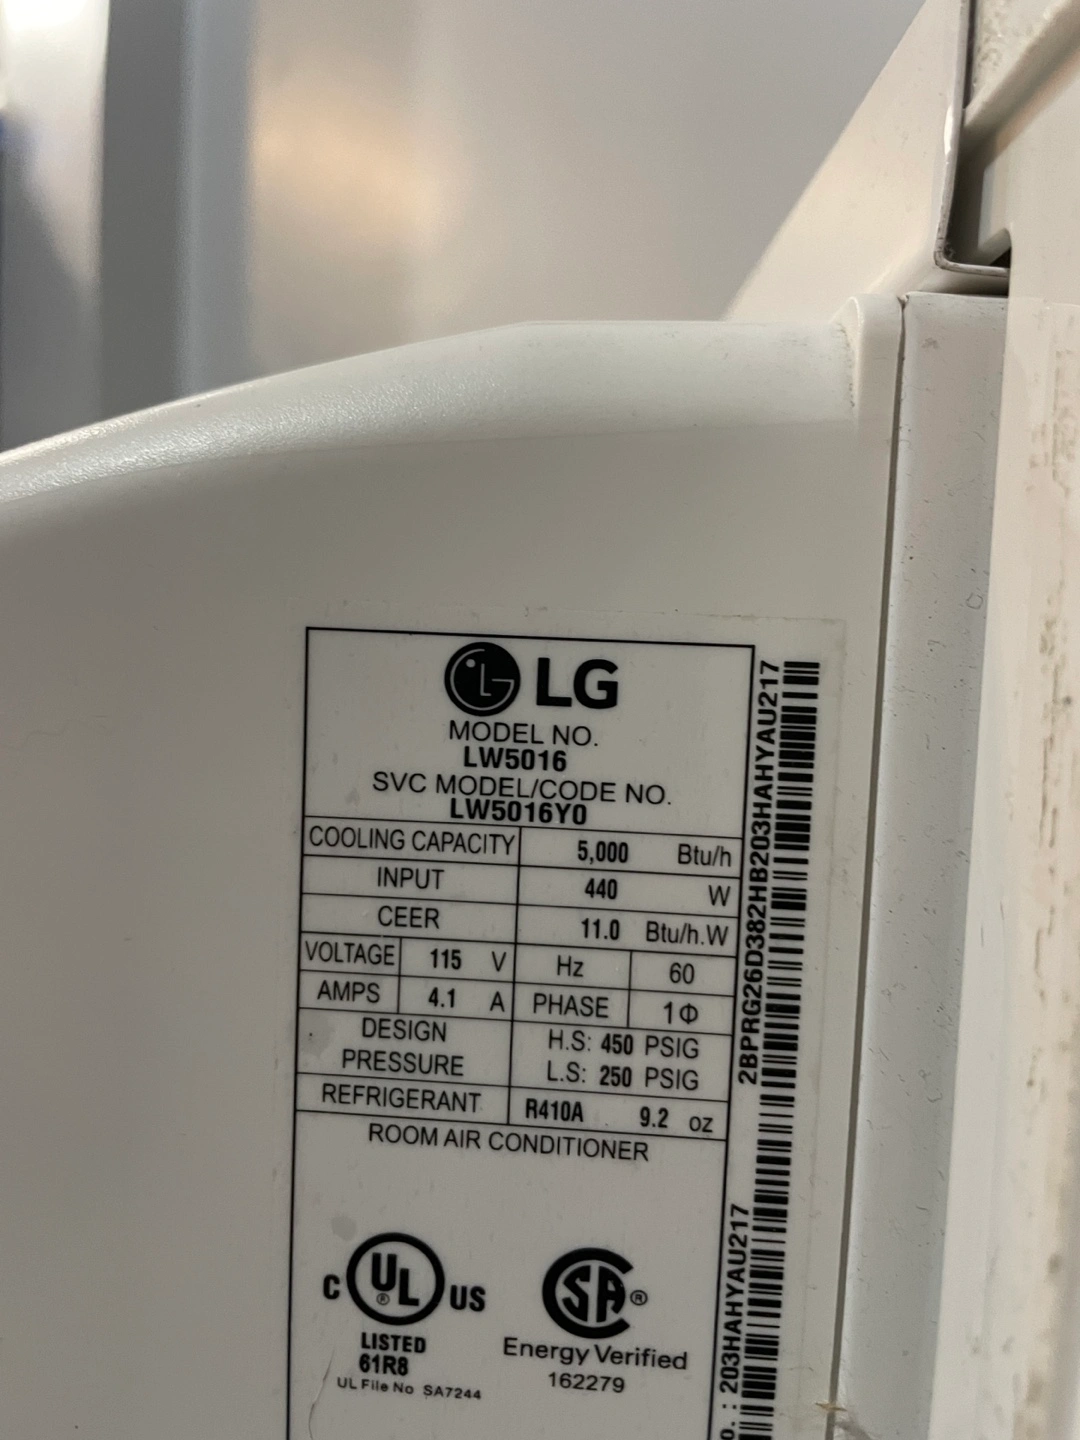 LG
MODEL NO.
LW5016
SVC MODEL/CODE NO.
LW5016Y0
COOLING CAPACITY 5,000 Btu/h
INPUT 440 W
CEER 11.0 Btu/h.W
VOLTAGE 115 V Hz 60
AMPS 4.1 A PHASE 1Φ
DESIGN PRESSURE H.S: 450 PSIG
L.S: 250 PSIG
REFRIGERANT R410A 9.2 oz
ROOM AIR CONDITIONER
C UL ® US
LISTED
61R8
UL File No SA7244
SA ®
Energy Verified
162279
2BPRG26D382HB203HAHYAU217
o. : 203HAHYAU217